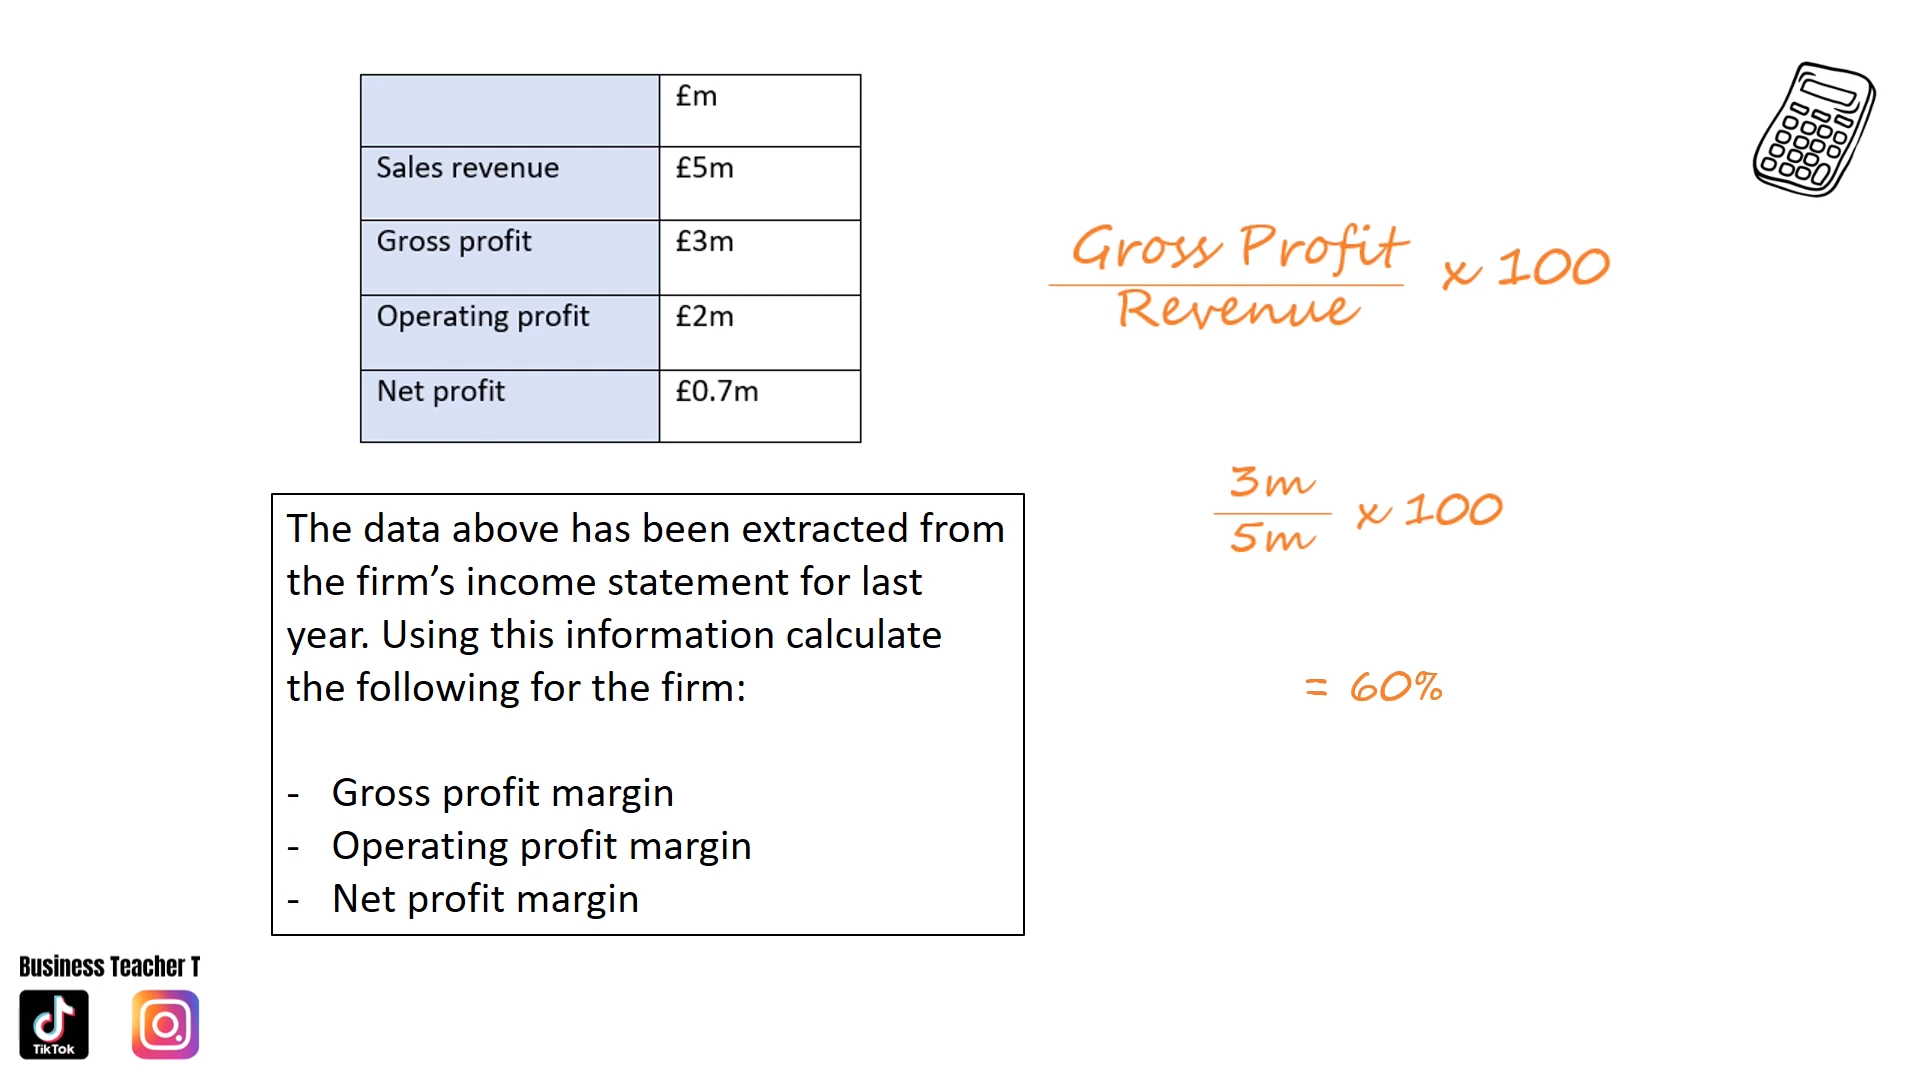 £m
Sales revenue £5m
Gross profit £3m
Operating profit £2m
Net profit £0.7m
The data above has been extracted from
the firm’s income statement for last
year. Using this information calculate
the following for the firm:
- Gross profit margin
- Operating profit margin
- Net profit margin
Gross Profit
x 100
Revenue
3m
x 100
5m
= 60%
Business Teacher T
TikTok